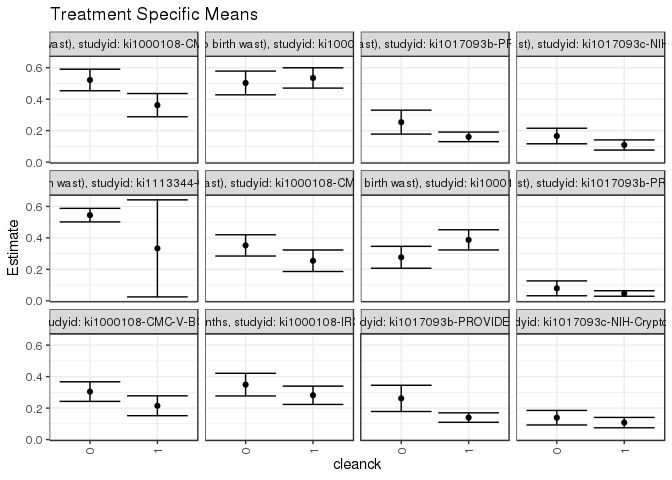 Treatment Specific Means
wast), studyid: ki1000108-CM
birth wast), studyid: ki1000
ast), studyid: ki1017093b-PR
st), studyid: ki1017093c-NIH
0.6
0.4
0.2
0.0
wast), studyid: ki1113344-
ast), studyid: ki1000108-CM
birth wast), studyid: ki10001
st), studyid: ki1017093b-PR
Estimate
0.6
0.4
0.2
0.0
udyid: ki1000108-CMC-V-B
nths, studyid: ki1000108-IR
dyid: ki1017093b-PROVIDE
dyid: ki1017093c-NIH-Crypto
0.6
0.4
0.2
0.0
0 1 0 1 0 1 0 1
cleanck